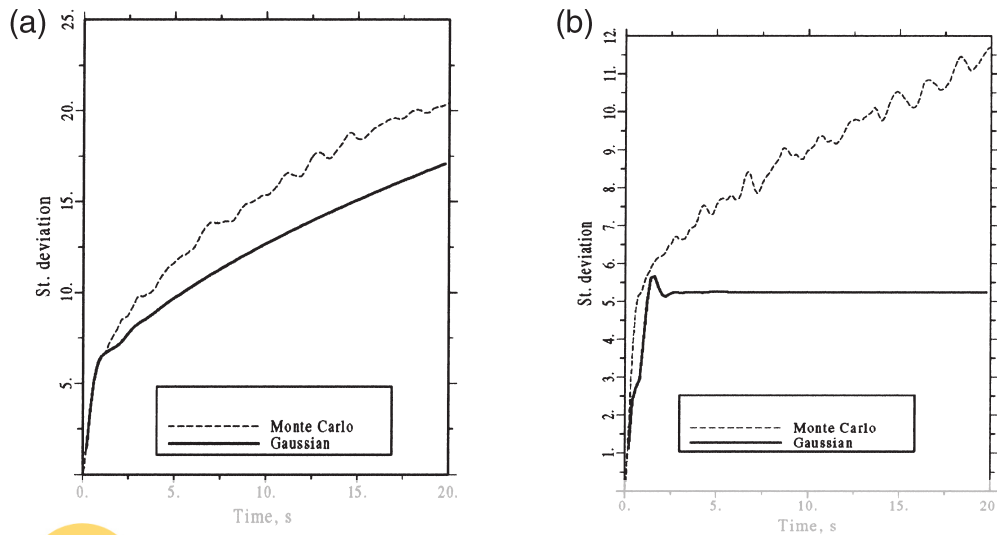 (a)
25.
20.
15.
10.
5.
St. deviation
Monte Carlo
Gaussian
0.
5.
10.
15.
20.
Time, s
(b)
12.
11.
10.
9.
8.
7.
6.
5.
4.
3.
2.
1.
St. deviation
Monte Carlo
Gaussian
0.
5.
10.
15.
20
Time, s